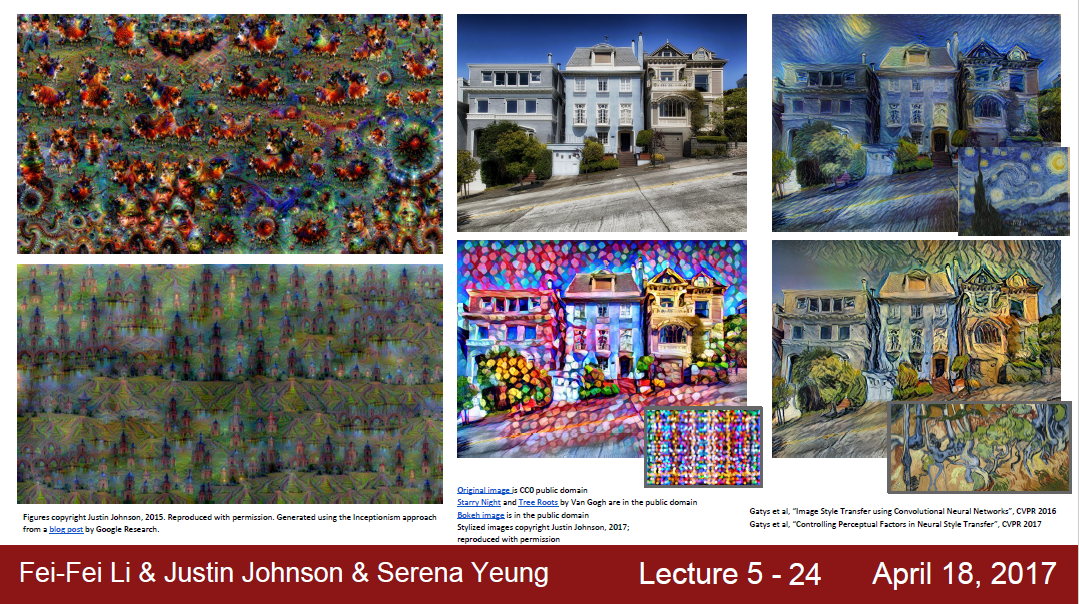 Figures copyright Justin Johnson, 2015. Reproduced with permission. Generated using the Inceptionism approach
from a blog post by Google Research.
Original image is CC0 public domain
Starry Night and Tree Roots by Van Gogh are in the public domain
Bokeh image is in the public domain
Stylized images copyright Justin Johnson, 2017;
reproduced with permission
Gatys et al, “Image Style Transfer using Convolutional Neural Networks”, CVPR 2016
Gatys et al, “Controlling Perceptual Factors in Neural Style Transfer”, CVPR 2017
Fei-Fei Li & Justin Johnson & Serena Yeung
Lecture 5 - 24
April 18, 2017